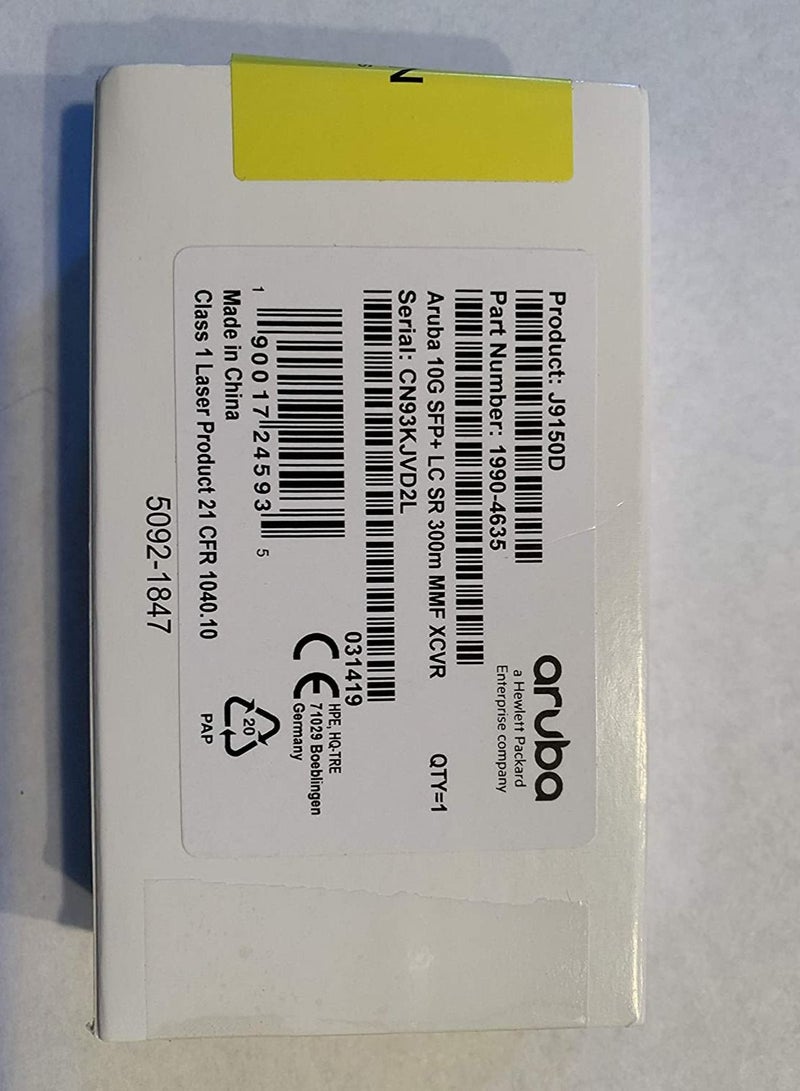 Product: J9150D
Part Number: 1990-4635
aruba
a Hewlett Packard
Enterprise company
Aruba 10G SFP+ LC SR 300m MMF XCVR QTY=1
Serial: CN93KJVD2L
031419
1 90017 24593 5
CE
HPE, HQ-TRE
71029 Boeblingen
Germany
Made in China
Class 1 Laser Product 21 CFR 1040.10
20
PAP
5092-1847